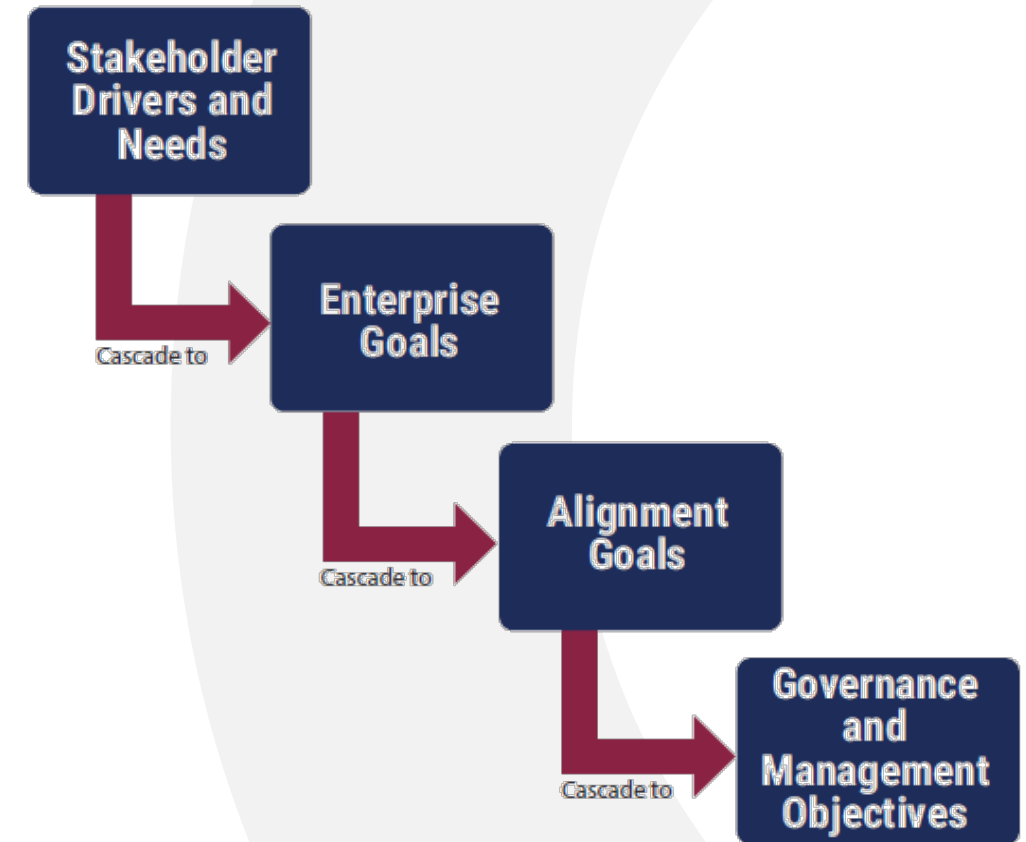 Stakeholder
Drivers and
Needs
Cascade to
Enterprise
Goals
Cascade to
Alignment
Goals
Cascade to
Governance
and
Management
Objectives